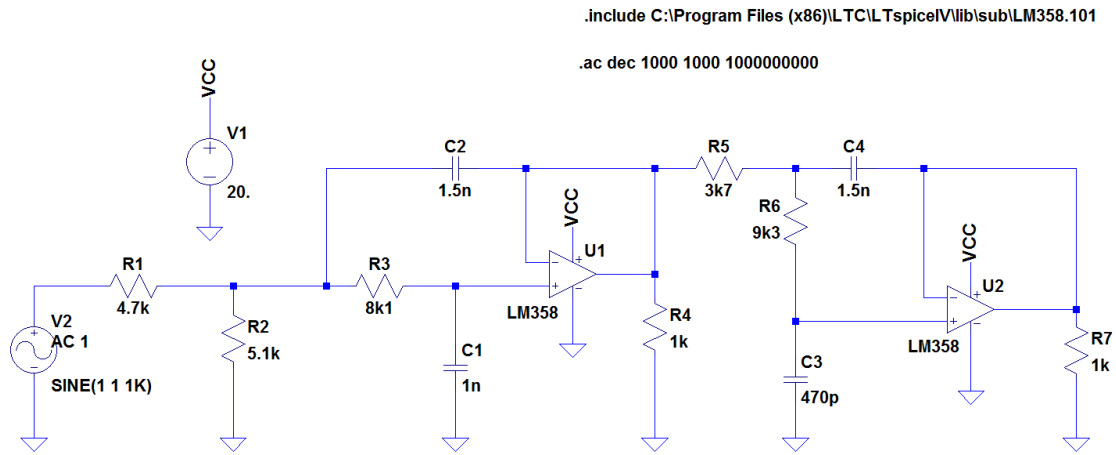 .include C:\Program Files (x86)\LTC\LTspiceIV\lib\sub\LM358.101
.ac dec 1000 1000 1000000000
VCC
V1
20.
C2
1.5n
R5
3k7
C4
1.5n
R6
9k3
VCC
U1
LM358
VCC
U2
LM358
R1
4.7k
R3
8k1
V2
AC 1
SINE(1 1 1K)
R2
5.1k
C1
1n
R4
1k
C3
470p
R7
1k